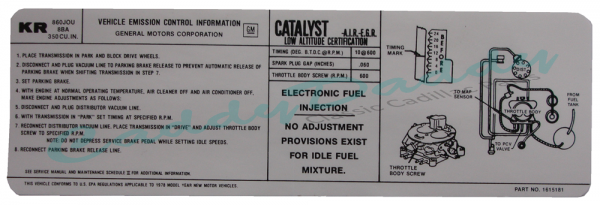 KR
860JOU
6BA
350 CU. IN.
VEHICLE EMISSION CONTROL INFORMATION
GENERAL MOTORS CORPORATION
GM
1. PLACE TRANSMISSION IN PARK AND BLOCK DRIVE WHEELS.
2. DISCONNECT AND PLUG VACUUM LINE TO PARKING BRAKE RELEASE TO PREVENT AUTOMATIC RELEASE OF
PARKING BRAKE WHEN SHIFTING TRANSMISSION IN STEP 7.
3. SET PARKING BRAKE.
4. WITH ENGINE AT NORMAL OPERATING TEMPERATURE, AIR CLEANER OFF AND AIR CONDITIONER OFF,
MAKE ENGINE ADJUSTMENTS AS FOLLOWS:
5. DISCONNECT AND PLUG DISTRIBUTOR VACUUM LINE.
6. WITH TRANSMISSION IN "PARK" SET TIMING AT SPECIFIED R.P.M.
7. RECONNECT DISTRIBUTOR VACUUM LINE. PLACE TRANSMISSION IN "DRIVE" AND ADJUST THROTTLE BODY
SCREW TO SPECIFIED R.P.M.
NOTE: DO NOT DEPRESS SERVICE BRAKE PEDAL WHILE SETTING IDLE SPEEDS.
8. RECONNECT PARKING BRAKE RELEASE LINE.
SEE SERVICE MANUAL AND MAINTENANCE SCHEDULE FOR ADDITIONAL INFORMATION.
THIS VEHICLE CONFORMS TO U.S. EPA REGULATIONS APPLICABLE TO 1978 MODEL-YEAR NEW MOTOR VEHICLES.
CATALYST -A.I.R.-E.G.R.
LOW ALTITUDE CERTIFICATION
TIMING (DEG. B.T.D.C. @ R.P.M.) 10@600
SPARK PLUG GAP (INCHES) .060
THROTTLE BODY SCREW (R.P.M.) 600
ELECTRONIC FUEL
INJECTION
NO ADJUSTMENT
PROVISIONS EXIST
FOR IDLE FUEL
MIXTURE.
TIMING
MARK
THROTTLE
BODY SCREW
TO MAP
SENSOR
THROTTLE BODY
TO PCV
VALVE
FROM
FUEL
TANK
PART NO. 1615181